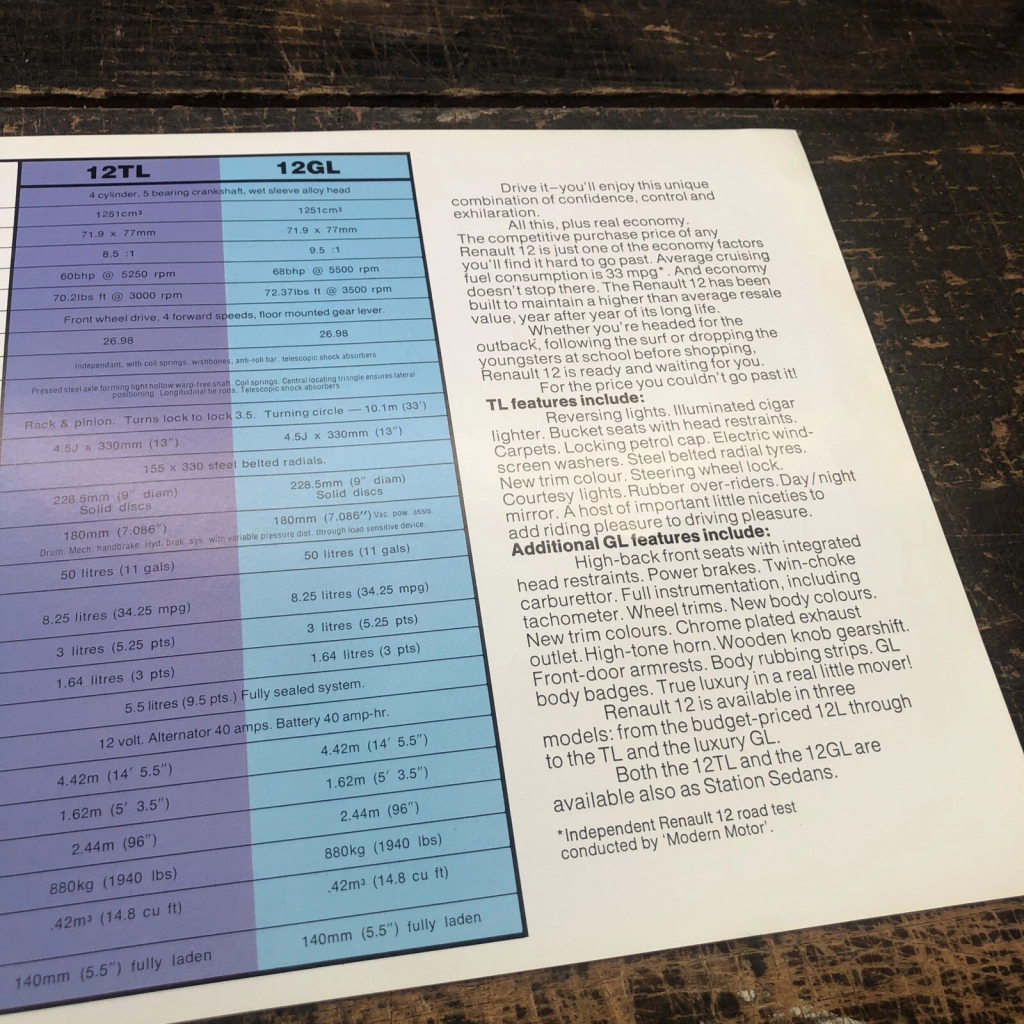 12TL 12GL
4 cylinder, 5 bearing crankshaft, wet sleeve alloy head
1251cm³ 1251cm³
71.9 x 77mm 71.9 x 77mm
8.5 :1 9.5 :1
60bhp @ 5250 rpm 68bhp @ 5500 rpm
70.2lbs ft @ 3000 rpm 72.37lbs ft @ 3500 rpm
Front wheel drive, 4 forward speeds, floor mounted gear lever.
26.98 26.98
Independant, with coil springs, wishbones, anti-roll bar, telescopic shock absorbers
Pressed steel axle forming light hollow warp-free shaft. Coil springs. Central locating triangle ensures lateral
positioning. Longitudinal tie rods. Telescopic shock absorbers
Rack & pinion. Turns lock to lock 3.5. Turning circle — 10.1m (33')
4.5J x 330mm (13") 4.5J x 330mm (13")
155 x 330 steel belted radials.
228.5mm (9" diam) 228.5mm (9" diam)
Solid discs Solid discs
180mm (7.086") 180mm (7.086") Vac. pow. assis.
Drum. Mech. handbrake. Hyd. brak. sys. with variable pressure dist. through load sensitive device.
50 litres (11 gals) 50 litres (11 gals)
8.25 litres (34.25 mpg) 8.25 litres (34.25 mpg)
3 litres (5.25 pts) 3 litres (5.25 pts)
1.64 litres (3 pts) 1.64 litres (3 pts)
5.5 litres (9.5 pts.) Fully sealed system.
12 volt. Alternator 40 amps. Battery 40 amp-hr.
4.42m (14' 5.5") 4.42m (14' 5.5")
1.62m (5' 3.5") 1.62m (5' 3.5")
2.44m (96") 2.44m (96")
880kg (1940 lbs) 880kg (1940 lbs)
.42m³ (14.8 cu ft) .42m³ (14.8 cu ft)
140mm (5.5") fully laden 140mm (5.5") fully laden
Drive it—you'll enjoy this unique
combination of confidence, control and
exhilaration.
All this, plus real economy.
The competitive purchase price of any
Renault 12 is just one of the economy factors
you'll find it hard to go past. Average cruising
fuel consumption is 33 mpg*. And economy
doesn't stop there. The Renault 12 has been
built to maintain a higher than average resale
value, year after year of its long life.
Whether you're headed for the
outback, following the surf or dropping the
youngsters at school before shopping,
Renault 12 is ready and waiting for you.
For the price you couldn't go past it!
TL features include:
Reversing lights. Illuminated cigar
lighter. Bucket seats with head restraints.
Carpets. Locking petrol cap. Electric wind-
screen washers. Steel belted radial tyres.
New trim colour. Steering wheel lock.
Courtesy lights. Rubber over-riders. Day/night
mirror. A host of important little niceties to
add riding pleasure to driving pleasure.
Additional GL features include:
High-back front seats with integrated
head restraints. Power brakes. Twin-choke
carburettor. Full instrumentation, including
tachometer. Wheel trims. New body colours.
New trim colours. Chrome plated exhaust
outlet. High-tone horn. Wooden knob gearshift.
Front-door armrests. Body rubbing strips. GL
body badges. True luxury in a real little mover!
Renault 12 is available in three
models: from the budget-priced 12L through
to the TL and the luxury GL.
Both the 12TL and the 12GL are
available also as Station Sedans.
*Independent Renault 12 road test
conducted by 'Modern Motor'.